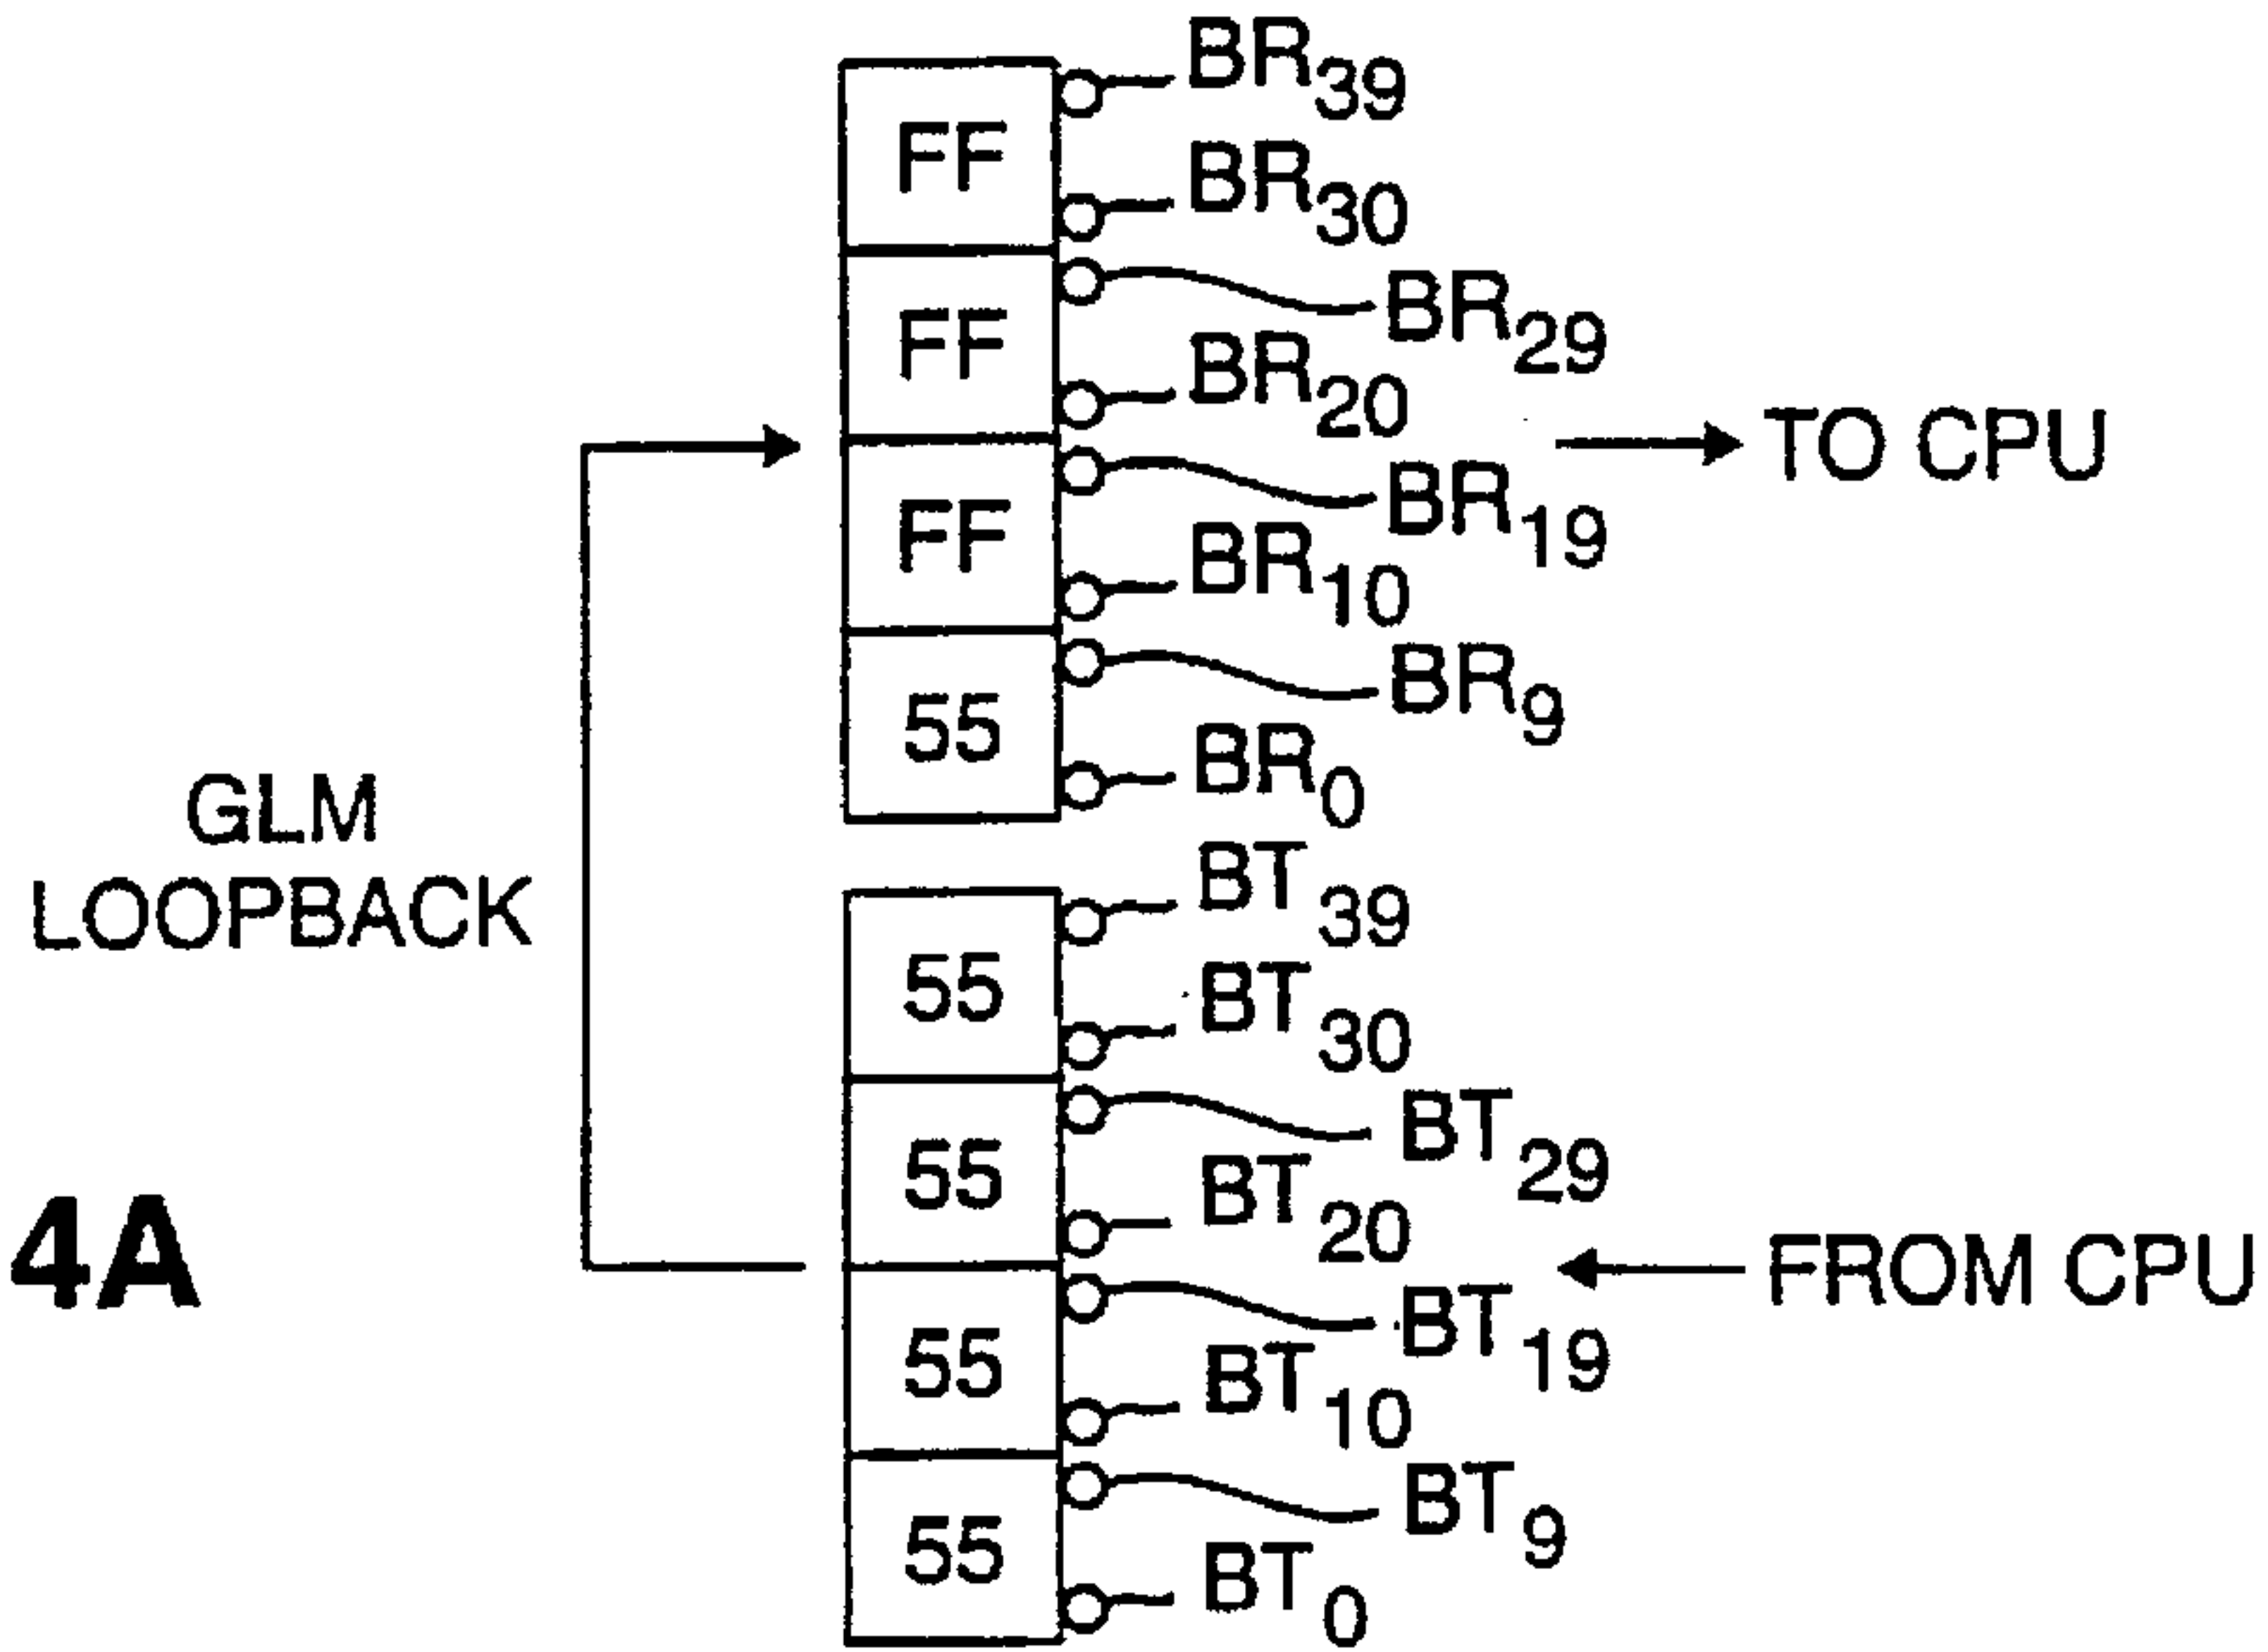 BR39
FF
BR30
BR29
FF
BR20
TO CPU
BR19
FF
BR10
BR9
55
BR0
GLM
LOOPBACK
BT39
55
BT30
BT29
55
BT20
FROM CPU
BT19
55
BT10
BT9
55
BT0
4A